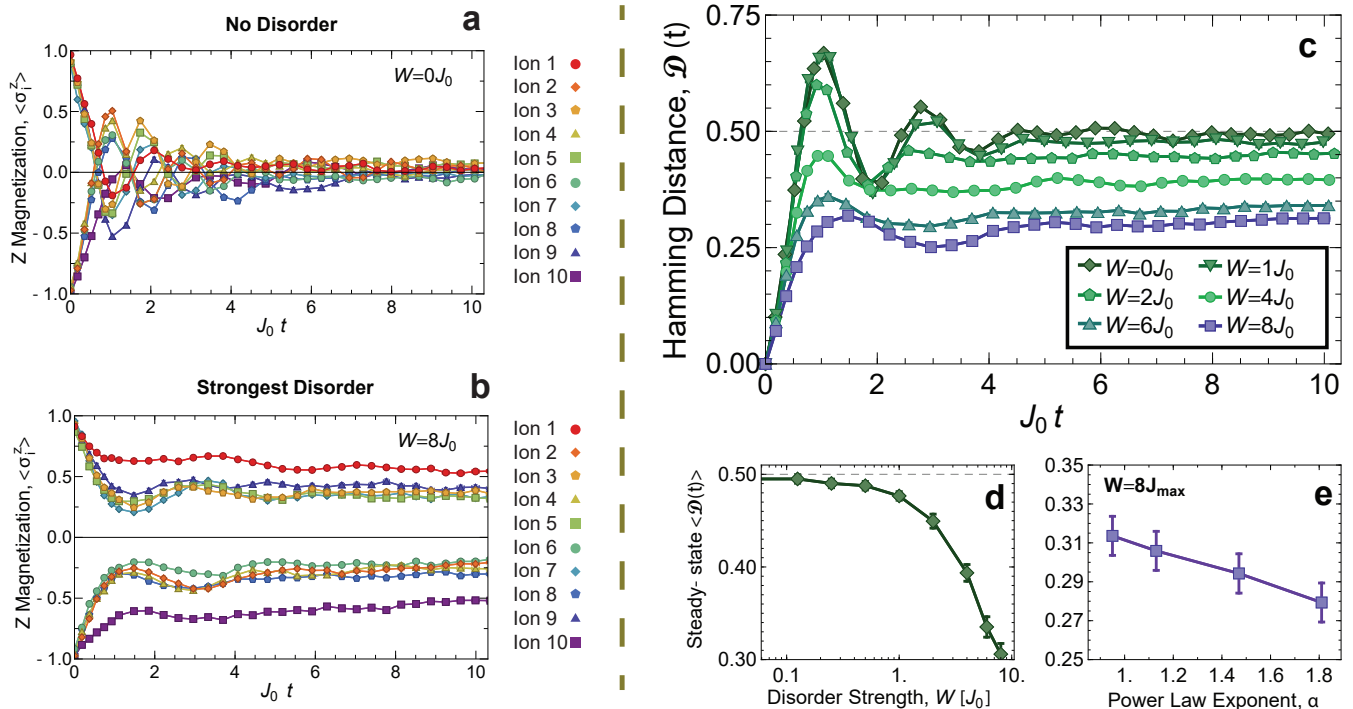 No Disorder
a
W=0J₀
Z Magnetization, <σᵢᶻ>
1.0
0.5
0.0
- 0.5
- 1.0
0 2 4 6 8 10
J₀ t
Ion 1
Ion 2
Ion 3
Ion 4
Ion 5
Ion 6
Ion 7
Ion 8
Ion 9
Ion 10
Strongest Disorder
b
W=8J₀
Z Magnetization, <σᵢᶻ>
1.0
0.5
0.0
- 0.5
- 1.0
0 2 4 6 8 10
J₀ t
Ion 1
Ion 2
Ion 3
Ion 4
Ion 5
Ion 6
Ion 7
Ion 8
Ion 9
Ion 10
c
Hamming Distance, 𝒟 (t)
0.75
0.50
0.25
0.00
W=0J₀ W=1J₀
W=2J₀ W=4J₀
W=6J₀ W=8J₀
0 2 4 6 8 10
J₀ t
d
Steady- state <𝒟(t)>
0.50
0.40
0.30
0.1 1. 10.
Disorder Strength, W [J₀]
e
W=8Jmax
0.35
0.33
0.31
0.29
0.27
0.25
1. 1.2 1.4 1.6 1.8
Power Law Exponent, α